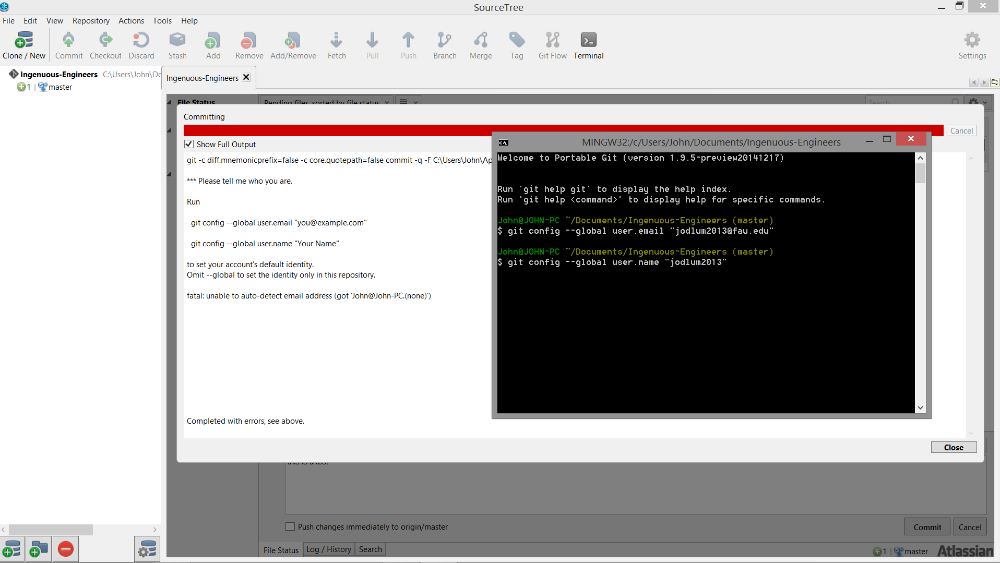 SourceTree
File Edit View Repository Actions Tools Help
Clone / New Commit Checkout Discard Stash Add Remove Add/Remove Fetch Pull Push Branch Merge Tag Git Flow Terminal Settings
Ingenuous-Engineers C:\Users\John\Do
1 | master
Ingenuous-Engineers
File Status
Pending files, sorted by file status
Search
Committing
Cancel
Show Full Output
git -c diff.mnemonicprefix=false -c core.quotepath=false commit -q -F C:\Users\John\Ap
*** Please tell me who you are.
Run
git config --global user.email "you@example.com"
git config --global user.name "Your Name"
to set your account's default identity.
Omit --global to set the identity only in this repository.
fatal: unable to auto-detect email address (got 'John@John-PC.(none)')
Completed with errors, see above.
Close
MINGW32:/c/Users/John/Documents/Ingenuous-Engineers
Welcome to Portable Git (version 1.9.5-preview20141217)
Run 'git help git' to display the help index.
Run 'git help <command>' to display help for specific commands.
John@JOHN-PC ~/Documents/Ingenuous-Engineers (master)
$ git config --global user.email "jodlum2013@fau.edu"
John@JOHN-PC ~/Documents/Ingenuous-Engineers (master)
$ git config --global user.name "jodlum2013"
this is a test
Push changes immediately to origin/master
Commit Cancel
File Status Log / History Search
1 | master Atlassian